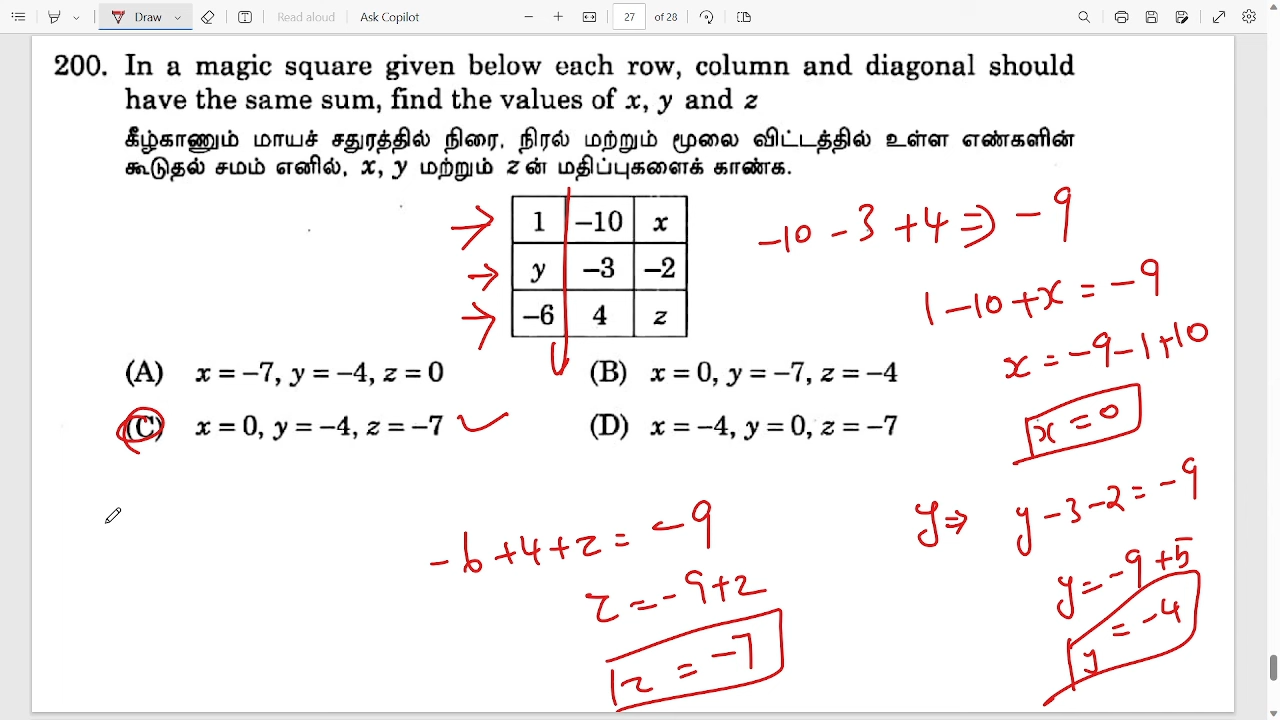 Draw
Read aloud
Ask Copilot
27 of 28
200. In a magic square given below each row, column and diagonal should
have the same sum, find the values of x, y and z
கீழ்காணும் மாயச் சதுரத்தில் நிரை, நிரல் மற்றும் மூலை விட்டத்தில் உள்ள எண்களின்
கூடுதல் சமம் எனில், x, y மற்றும் z ன் மதிப்புகளைக் காண்க.
1 –10 x
y –3 –2
–6 4 z
(A) x = –7, y = –4, z = 0
(B) x = 0, y = –7, z = –4
(C) x = 0, y = –4, z = –7
(D) x = –4, y = 0, z = –7
-10 -3 +4 ⇒ -9
1 -10 +x = -9
x = -9 -1 +10
x = 0
y ⇒ y -3 -2 = -9
y = -9 +5
y = -4
-6 +4 +z = -9
z = -9 +2
z = -7